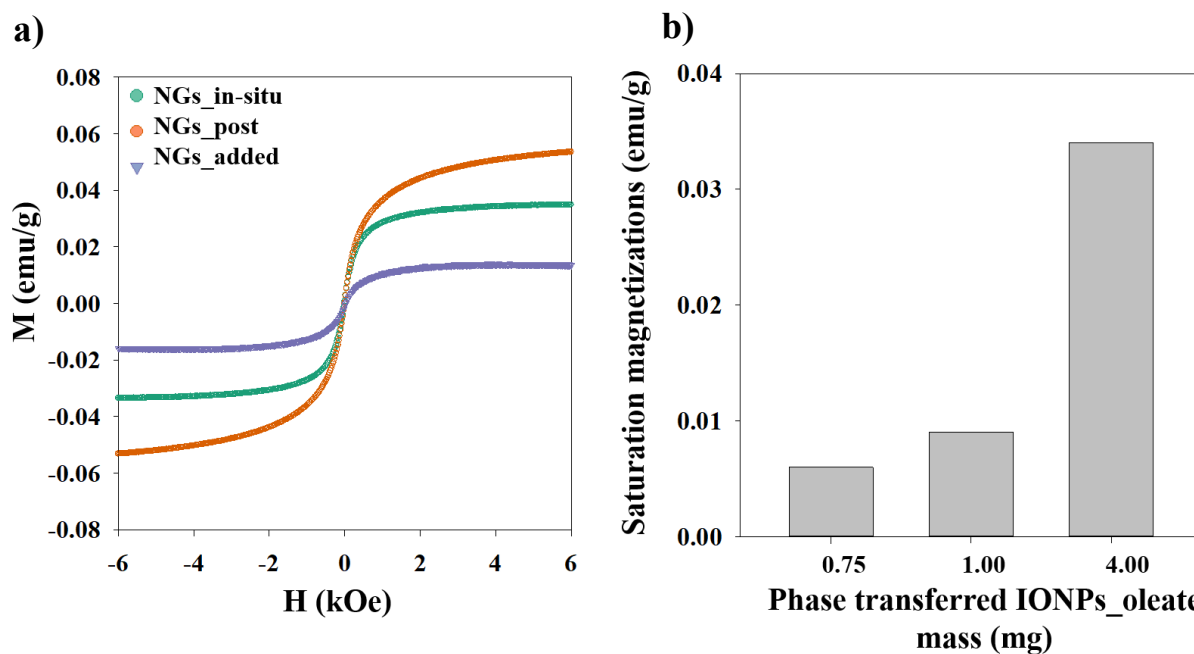 a)
M (emu/g)
0.08
0.06
0.04
0.02
0.00
-0.02
-0.04
-0.06
-0.08
NGs_in-situ
NGs_post
NGs_added
-6 -4 -2 0 2 4 6
H (kOe)
b)
Saturation magnetizations (emu/g)
0.04
0.03
0.02
0.01
0.00
0.75 1.00 4.00
Phase transferred IONPs_oleate
mass (mg)